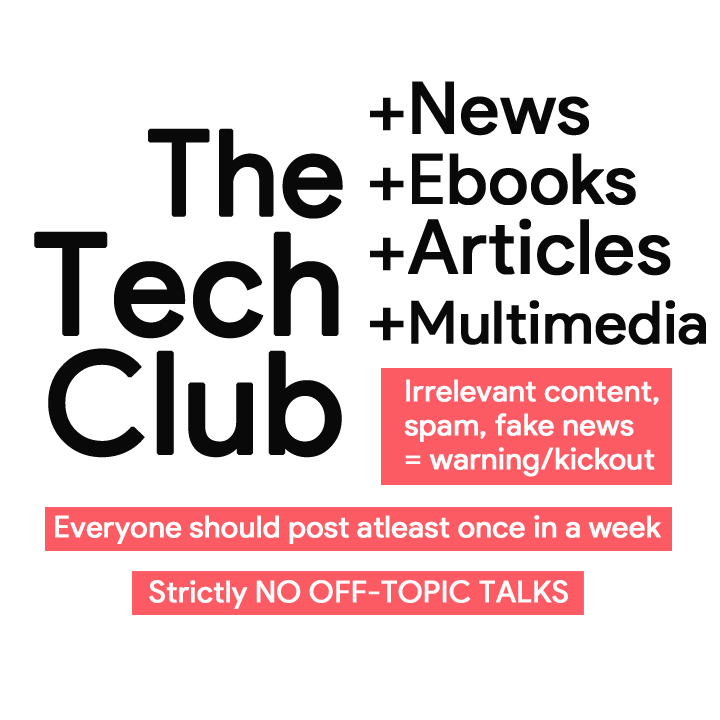 The
Tech
Club
+News
+Ebooks
+Articles
+Multimedia
Irrelevant content,
spam, fake news
= warning/kickout
Everyone should post atleast once in a week
Strictly NO OFF-TOPIC TALKS